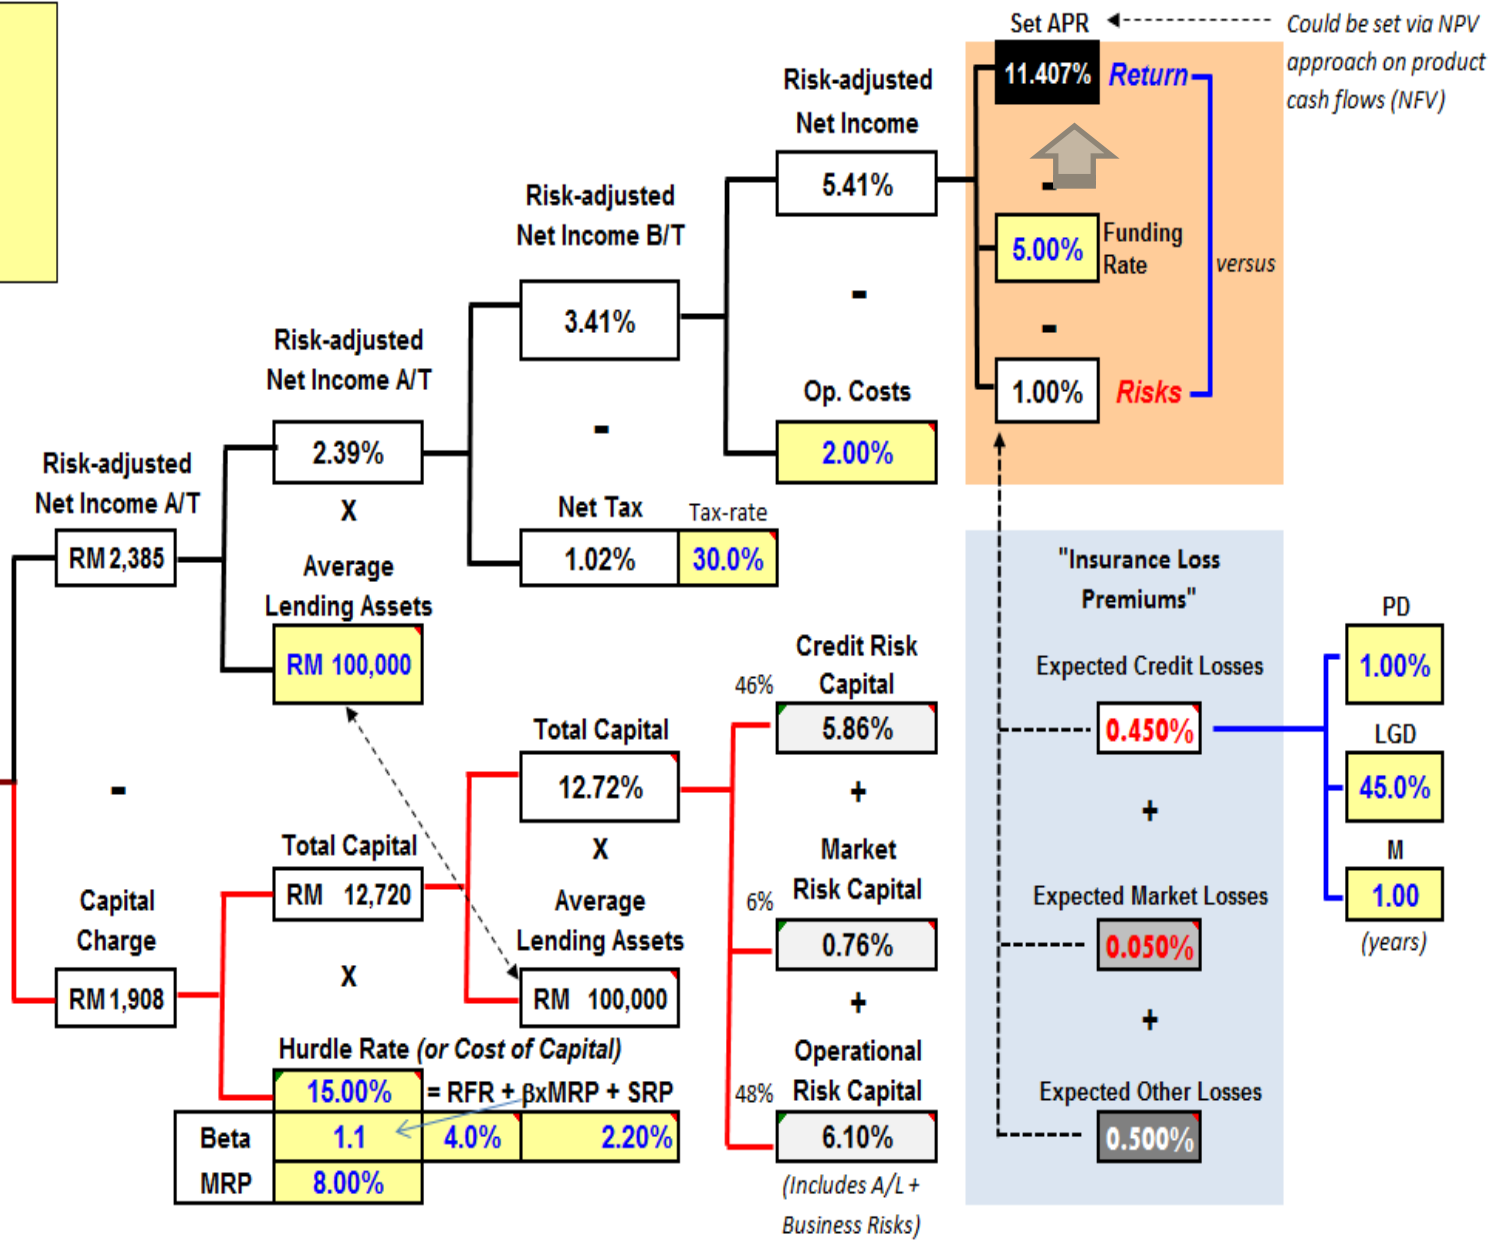 Set APR
Could be set via NPV
approach on product
cash flows (NFV)
11.407%
Return
Risk-adjusted
Net Income
5.41%
-
5.00%
Funding
Rate
versus
-
1.00%
Risks
Risk-adjusted
Net Income B/T
3.41%
-
Op. Costs
2.00%
Risk-adjusted
Net Income A/T
2.39%
-
Net Tax
Tax-rate
1.02%
30.0%
Risk-adjusted
Net Income A/T
RM 2,385
X
Average
Lending Assets
RM 100,000
-
Capital
Charge
RM 1,908
Total Capital
RM 12,720
X
Hurdle Rate (or Cost of Capital)
15.00%
= RFR + βxMRP + SRP
Beta
1.1
4.0%
2.20%
MRP
8.00%
Total Capital
12.72%
X
Average
Lending Assets
RM 100,000
Credit Risk
Capital
46%
5.86%
+
Market
Risk Capital
6%
0.76%
+
Operational
Risk Capital
48%
6.10%
(Includes A/L +
Business Risks)
"Insurance Loss
Premiums"
Expected Credit Losses
0.450%
+
Expected Market Losses
0.050%
+
Expected Other Losses
0.500%
PD
1.00%
LGD
45.0%
M
1.00
(years)